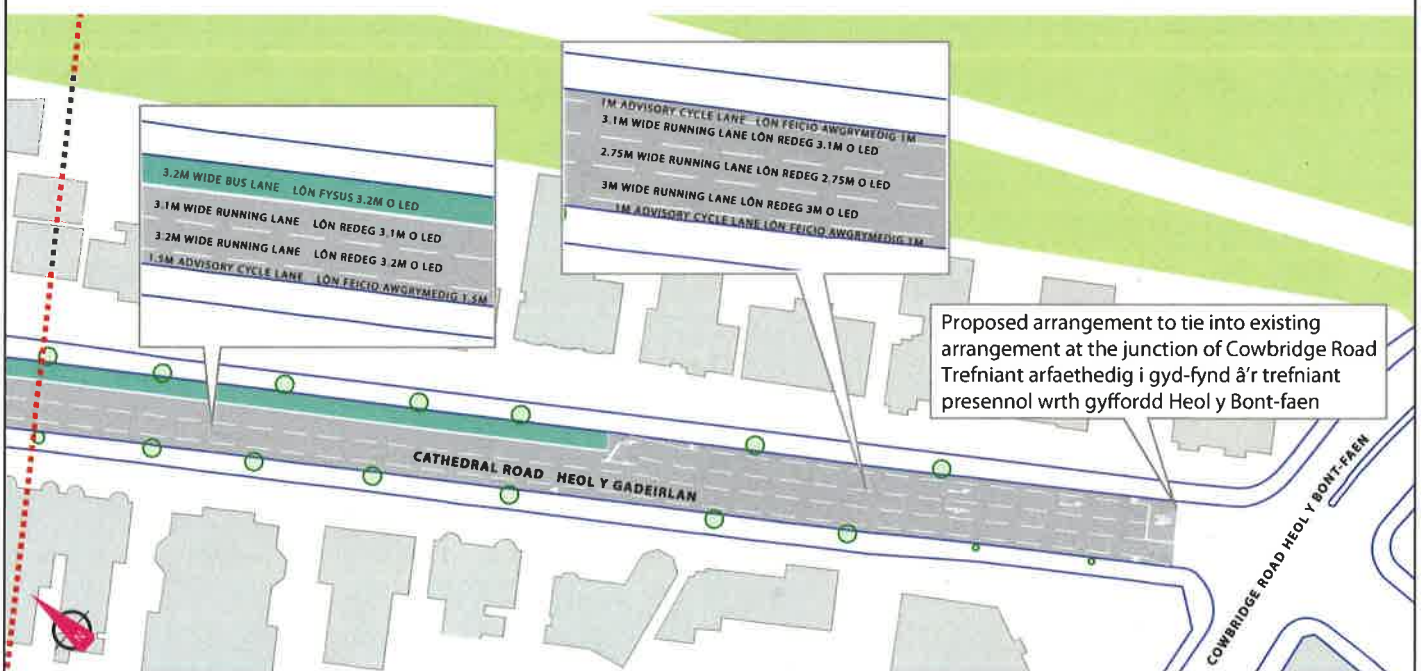 3.2M WIDE BUS LANE LÔN FYSUS 3.2M O LED
3.1M WIDE RUNNING LANE LÔN REDEG 3.1M O LED
3.2M WIDE RUNNING LANE LÔN REDEG 3.2M O LED
1.5M ADVISORY CYCLE LANE LÔN FEICIO AWGRYMEDIG 1.5M
1M ADVISORY CYCLE LANE LÔN FEICIO AWGRYMEDIG 1M
3.1M WIDE RUNNING LANE LÔN REDEG 3.1M O LED
2.75M WIDE RUNNING LANE LÔN REDEG 2.75M O LED
3M WIDE RUNNING LANE LÔN REDEG 3M O LED
1M ADVISORY CYCLE LANE LÔN FEICIO AWGRYMEDIG 1M
Proposed arrangement to tie into existing
arrangement at the junction of Cowbridge Road
Trefniant arfaethedig i gyd-fynd â'r trefniant
presennol wrth gyffordd Heol y Bont-faen
CATHEDRAL ROAD HEOL Y GADEIRLAN
COWBRIDGE ROAD HEOL Y BONT-FAEN